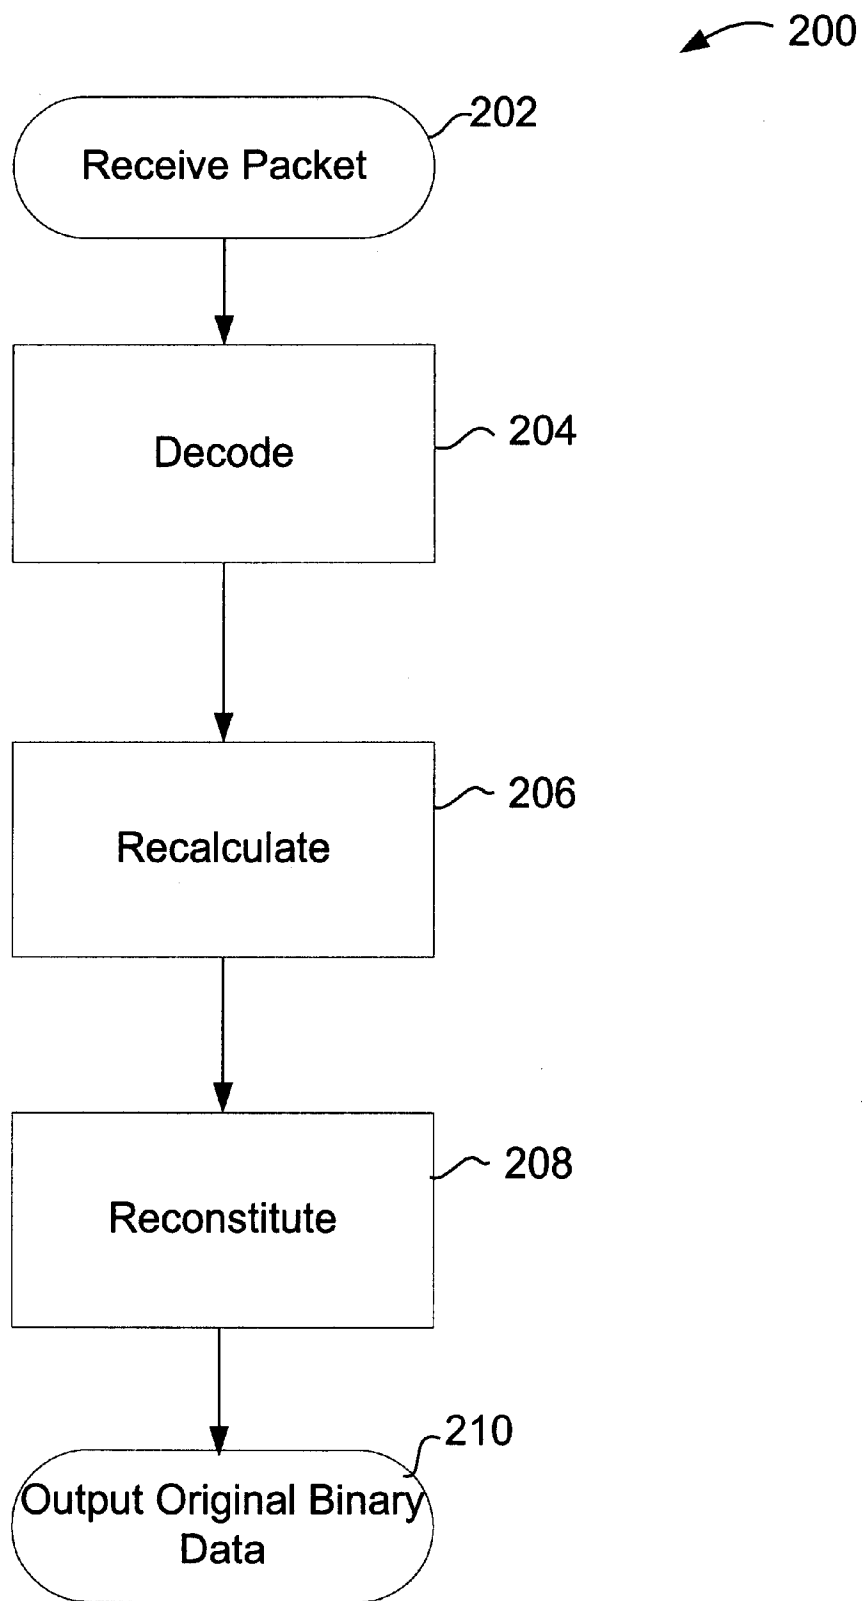 200
202
Receive Packet
204
Decode
206
Recalculate
208
Reconstitute
210
Output Original Binary
Data